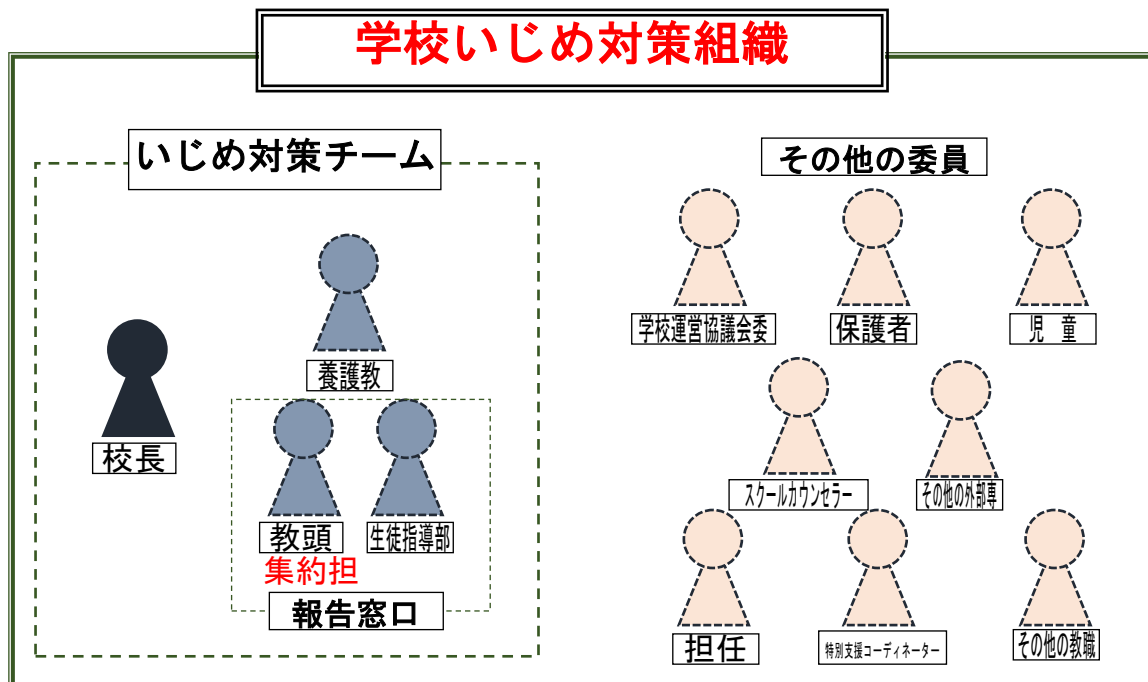 学校いじめ対策組織
いじめ対策チーム
その他の委員
学校運営協議会委
保護者
児　童
養護教
校長
スクールカウンセラー
その他の外部専
教頭
生徒指導部
集約担
報告窓口
担任
特別支援コーディネーター
その他の教職